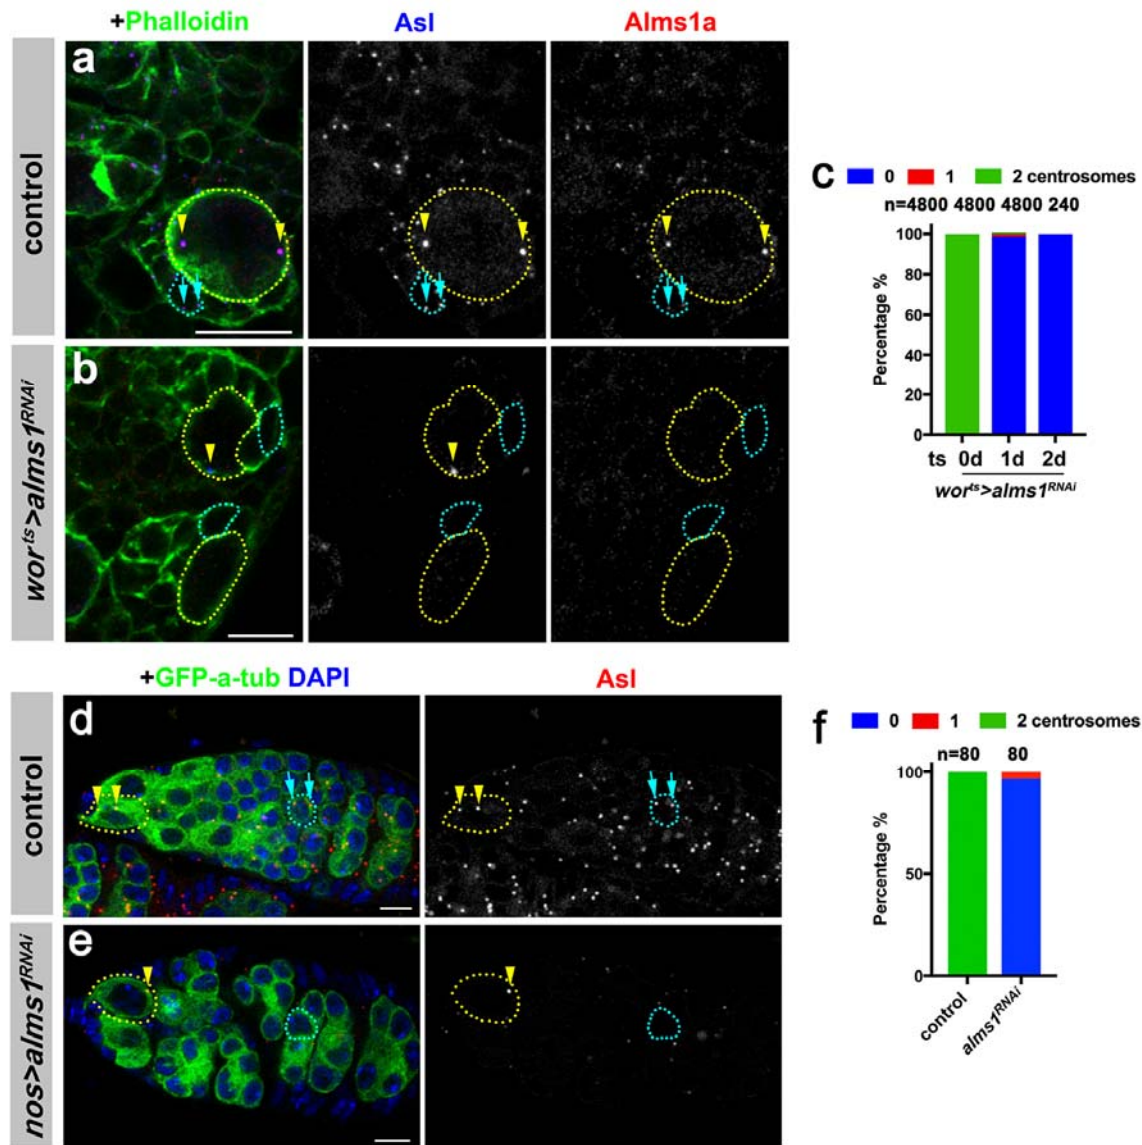 +Phalloidin Asl Alms1a
control
a
wor^ts>alms1^RNAi
b
c
0 1 2 centrosomes
n=4800 4800 4800 240
Percentage %
100
80
60
40
20
0
ts 0d 1d 2d
wor^ts>alms1^RNAi
+GFP-a-tub DAPI Asl
control
d
nos>alms1^RNAi
e
f
0 1 2 centrosomes
n=80 80
Percentage %
100
50
0
control
alms1^RNAi